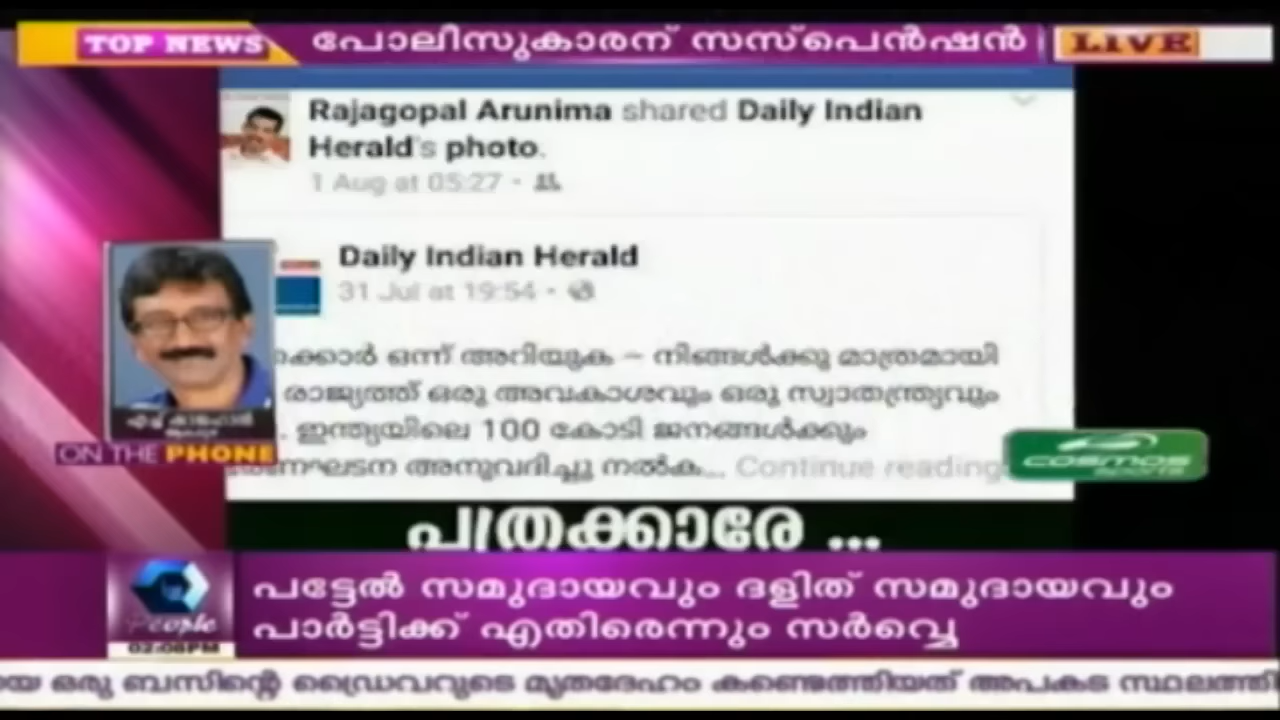 TOP NEWS
പോലീസുകാരന് സസ്പെൻഷൻ
LIVE
Rajagopal Arunima shared Daily Indian
Herald's photo.
1 Aug at 05:27
Daily Indian Herald
31 Jul at 19:54
ക്കാർ ഒന്ന് അറിയുക – നിങ്ങൾക്കു മാത്രമായി
രാജ്യത്ത് ഒരു അവകാശവും ഒരു സ്വാതന്ത്ര്യവും
. ഇന്ത്യയിലെ 100 കോടി ജനങ്ങൾക്കും
അനുവദിച്ചു നൽക... Continue reading
ON THE PHONE
COSMOS
Sports
പത്രക്കാരേ ...
People
02:06PM
പട്ടേൽ സമുദായവും ദളിത് സമുദായവും
പാർട്ടിക്ക് എതിരെന്നും സർവ്വെ
യെ ഒരു ബസിന്റെ ഡ്രൈവറുടെ മൃതദേഹം കണ്ടെത്തിയത് അപകട